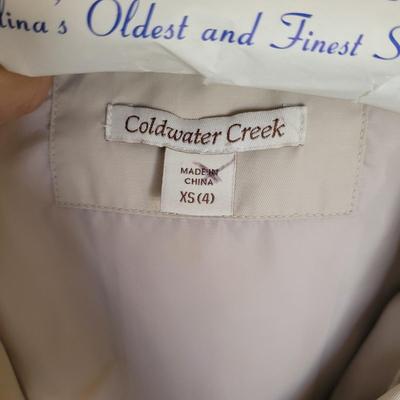 lina's Oldest and Finest S
Coldwater Creek
MADE IN
CHINA
XS (4)